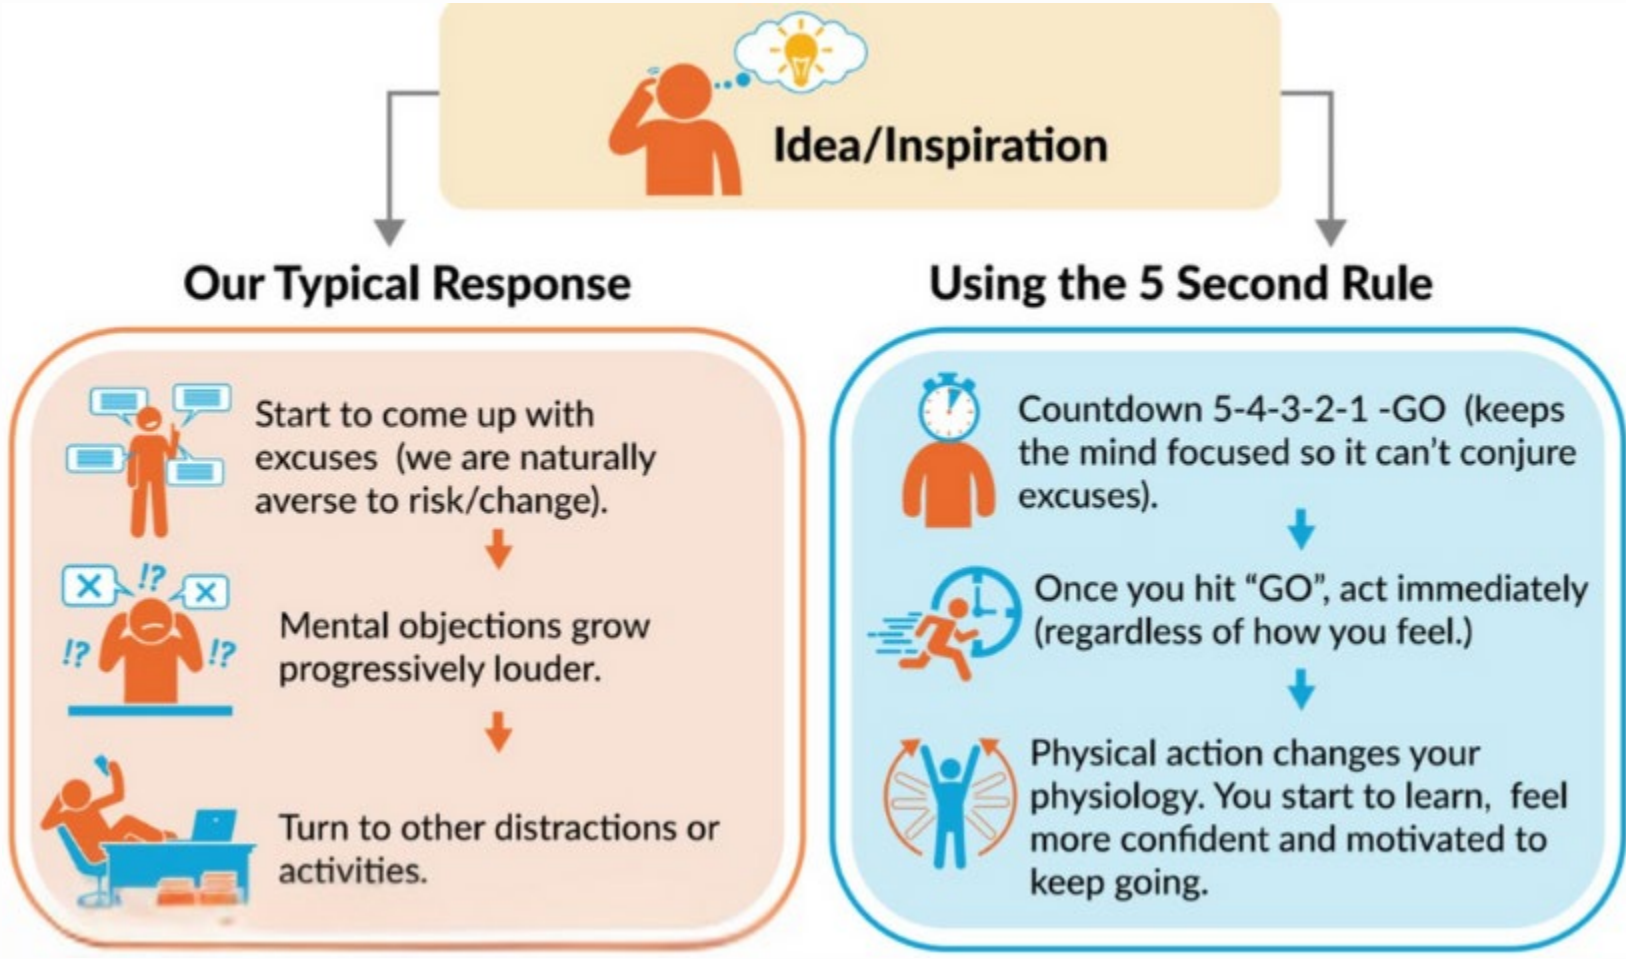 Idea/Inspiration
Our Typical Response
Start to come up with
excuses (we are naturally
averse to risk/change).
!?
!?
!?
Mental objections grow
progressively louder.
Turn to other distractions or
activities.
Using the 5 Second Rule
Countdown 5-4-3-2-1 -GO (keeps
the mind focused so it can't conjure
excuses).
Once you hit “GO”, act immediately
(regardless of how you feel.)
Physical action changes your
physiology. You start to learn, feel
more confident and motivated to
keep going.